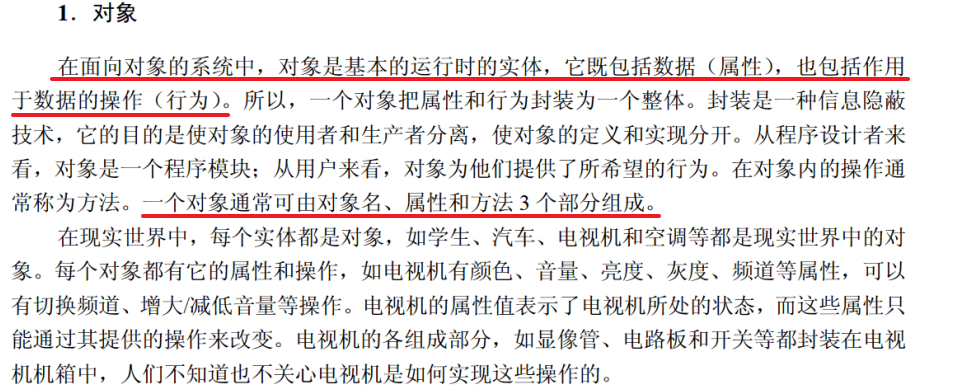 1．对象
在面向对象的系统中，对象是基本的运行时的实体，它既包括数据（属性），也包括作用
于数据的操作（行为）。所以，一个对象把属性和行为封装为一个整体。封装是一种信息隐蔽
技术，它的目的是使对象的使用者和生产者分离，使对象的定义和实现分开。从程序设计者来
看，对象是一个程序模块；从用户来看，对象为他们提供了所希望的行为。在对象内的操作通
常称为方法。一个对象通常可由对象名、属性和方法 3 个部分组成。
在现实世界中，每个实体都是对象，如学生、汽车、电视机和空调等都是现实世界中的对
象。每个对象都有它的属性和操作，如电视机有颜色、音量、亮度、灰度、频道等属性，可以
有切换频道、增大/减低音量等操作。电视机的属性值表示了电视机所处的状态，而这些属性只
能通过其提供的操作来改变。电视机的各组成部分，如显像管、电路板和开关等都封装在电视
机机箱中，人们不知道也不关心电视机是如何实现这些操作的。